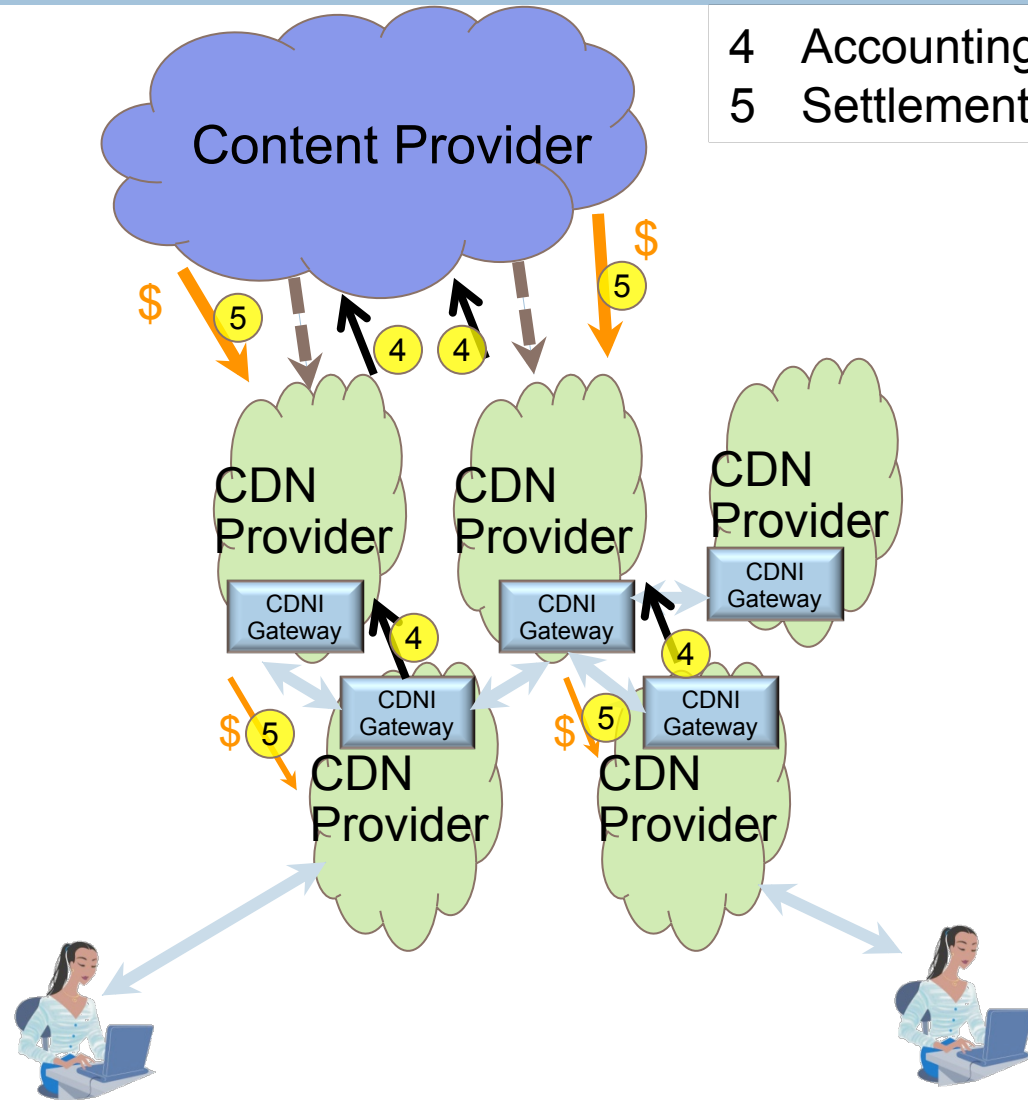 4 Accounting
5 Settlement
Content Provider
$
5
4
4
5
$
CDN
Provider
CDN
Provider
CDN
Provider
CDNI
Gateway
CDNI
Gateway
CDNI
Gateway
4
4
CDNI
Gateway
CDNI
Gateway
$
5
$
5
CDN
Provider
CDN
Provider